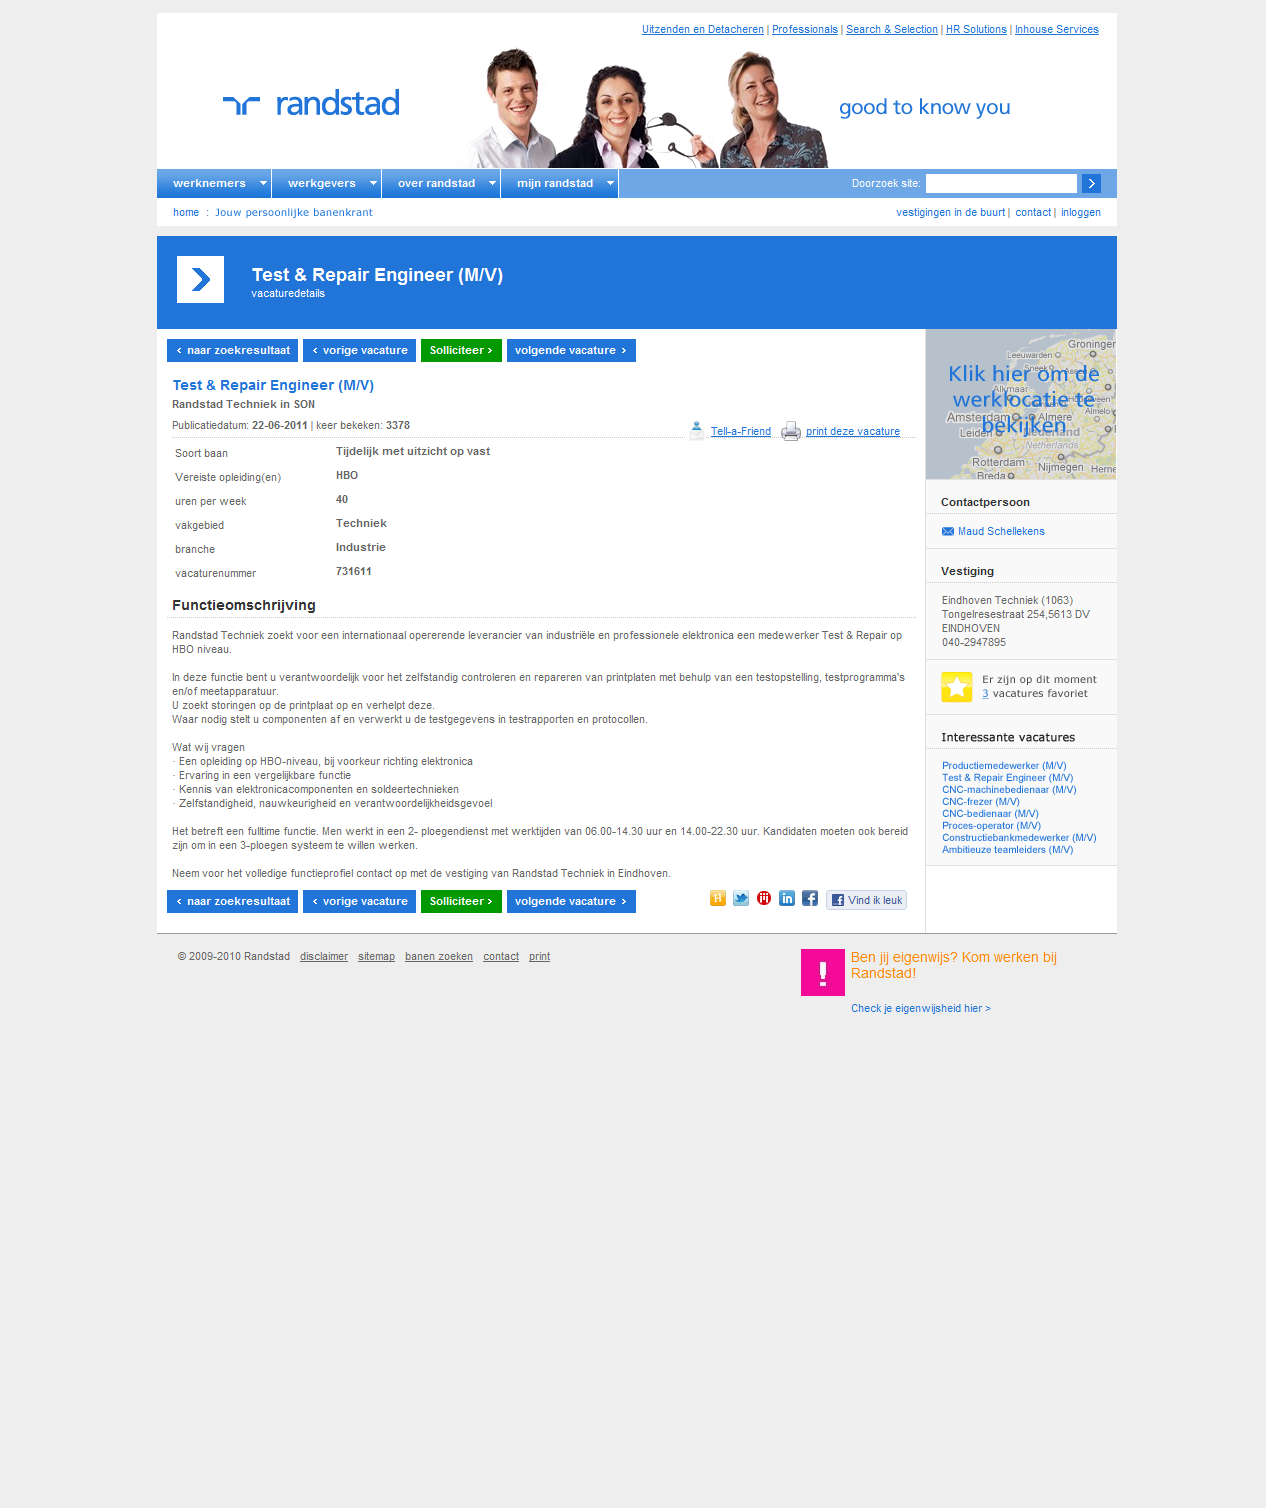 Uitzenden en Detacheren | Professionals | Search & Selection | HR Solutions | Inhouse Services
randstad
good to know you
werknemers werkgevers over randstad mijn randstad Doorzoek site:
home : Jouw persoonlijke banenkrant vestigingen in de buurt | contact | inloggen
Test & Repair Engineer (M/V)
vacaturedetails
naar zoekresultaat vorige vacature Solliciteer volgende vacature
Test & Repair Engineer (M/V)
Randstad Techniek in SON
Publicatiedatum: 22-06-2011 | keer bekeken: 3378
Tell-a-Friend print deze vacature
Soort baan Tijdelijk met uitzicht op vast
Vereiste opleiding(en) HBO
uren per week 40
vakgebied Techniek
branche Industrie
vacaturenummer 731611
Functieomschrijving
Randstad Techniek zoekt voor een internationaal opererende leverancier van industriële en professionele elektronica een medewerker Test & Repair op
HBO niveau.
In deze functie bent u verantwoordelijk voor het zelfstandig controleren en repareren van printplaten met behulp van een testopstelling, testprogramma's
en/of meetapparatuur.
U zoekt storingen op de printplaat op en verhelpt deze.
Waar nodig stelt u componenten af en verwerkt u de testgegevens in testrapporten en protocollen.
Wat wij vragen
· Een opleiding op HBO-niveau, bij voorkeur richting elektronica
· Ervaring in een vergelijkbare functie
· Kennis van elektronicacomponenten en soldeertechnieken
· Zelfstandigheid, nauwkeurigheid en verantwoordelijkheidsgevoel
Het betreft een fulltime functie. Men werkt in een 2- ploegendienst met werktijden van 06.00-14.30 uur en 14.00-22.30 uur. Kandidaten moeten ook bereid
zijn om in een 3-ploegen systeem te willen werken.
Neem voor het volledige functieprofiel contact op met de vestiging van Randstad Techniek in Eindhoven.
naar zoekresultaat vorige vacature Solliciteer volgende vacature
Vind ik leuk
Groningen
Leeuwarden
Sneek Assen
Klik hier om de
Alkmaar
werklocatie te
Hoogeveen
Almelo
Amsterdam Almere
bekijken
Leiden Nederland
Netherlands
Rotterdam
Nijmegen Herne
Breda
Contactpersoon
Maud Schellekens
Vestiging
Eindhoven Techniek (1063)
Tongelresestraat 254,5613 DV
EINDHOVEN
040-2947895
Er zijn op dit moment
3 vacatures favoriet
Interessante vacatures
Productiemedewerker (M/V)
Test & Repair Engineer (M/V)
CNC-machinebedienaar (M/V)
CNC-frezer (M/V)
CNC-bedienaar (M/V)
Proces-operator (M/V)
Constructiebankmedewerker (M/V)
Ambitieuze teamleiders (M/V)
© 2009-2010 Randstad disclaimer sitemap banen zoeken contact print
Ben jij eigenwijs? Kom werken bij
Randstad!
Check je eigenwijsheid hier >